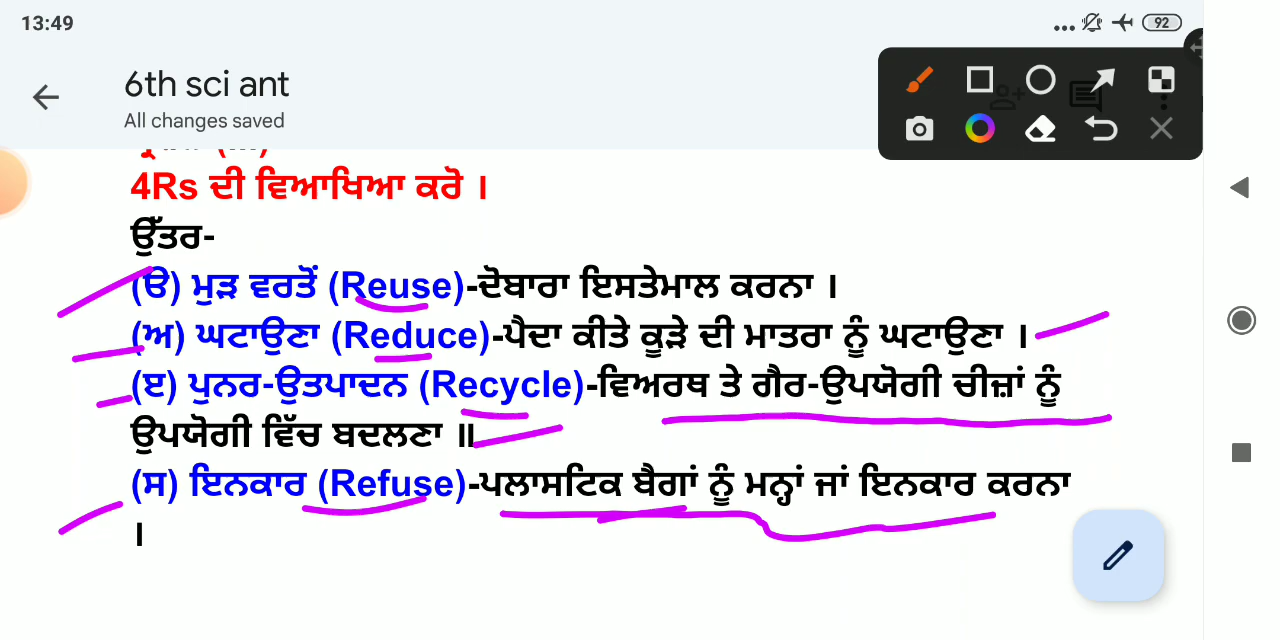 13:49
92
6th sci ant
All changes saved
4Rs ਦੀ ਵਿਆਖਿਆ ਕਰੋ ।
ਉੱਤਰ-
(ੳ) ਮੁੜ ਵਰਤੋਂ (Reuse)-ਦੋਬਾਰਾ ਇਸਤੇਮਾਲ ਕਰਨਾ ।
(ਅ) ਘਟਾਉਣਾ (Reduce)-ਪੈਦਾ ਕੀਤੇ ਕੂੜੇ ਦੀ ਮਾਤਰਾ ਨੂੰ ਘਟਾਉਣਾ ।
(ੲ) ਪੁਨਰ-ਉਤਪਾਦਨ (Recycle)-ਵਿਅਰਥ ਤੇ ਗੈਰ-ਉਪਯੋਗੀ ਚੀਜ਼ਾਂ ਨੂੰ
ਉਪਯੋਗੀ ਵਿੱਚ ਬਦਲਣਾ ॥
(ਸ) ਇਨਕਾਰ (Refuse)-ਪਲਾਸਟਿਕ ਬੈਗਾਂ ਨੂੰ ਮਨ੍ਹਾਂ ਜਾਂ ਇਨਕਾਰ ਕਰਨਾ
।